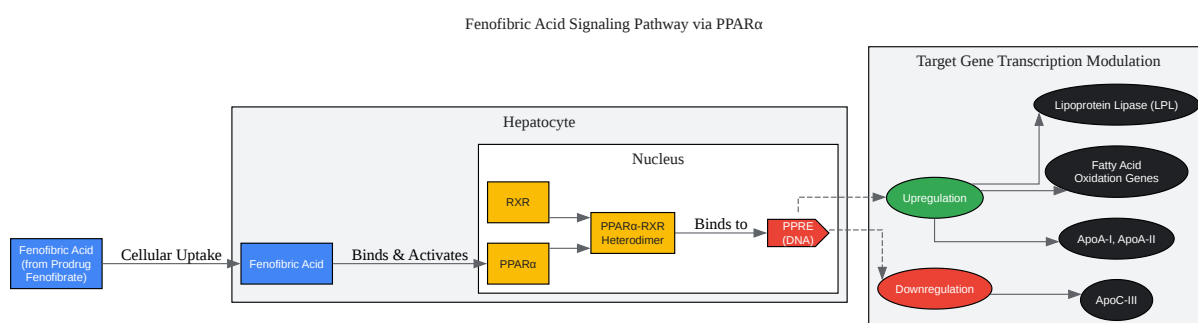 Fenofibric Acid Signaling Pathway via PPARα
Target Gene Transcription Modulation
Lipoprotein Lipase (LPL)
Hepatocyte
Nucleus
Fatty Acid
Oxidation Genes
RXR
Upregulation
PPARα-RXR
Heterodimer
Binds to
PPRE
(DNA)
ApoA-I, ApoA-II
Fenofibric Acid
(from Prodrug
Fenofibrate)
Cellular Uptake
Fenofibric Acid
Binds & Activates
PPARα
Downregulation
ApoC-III